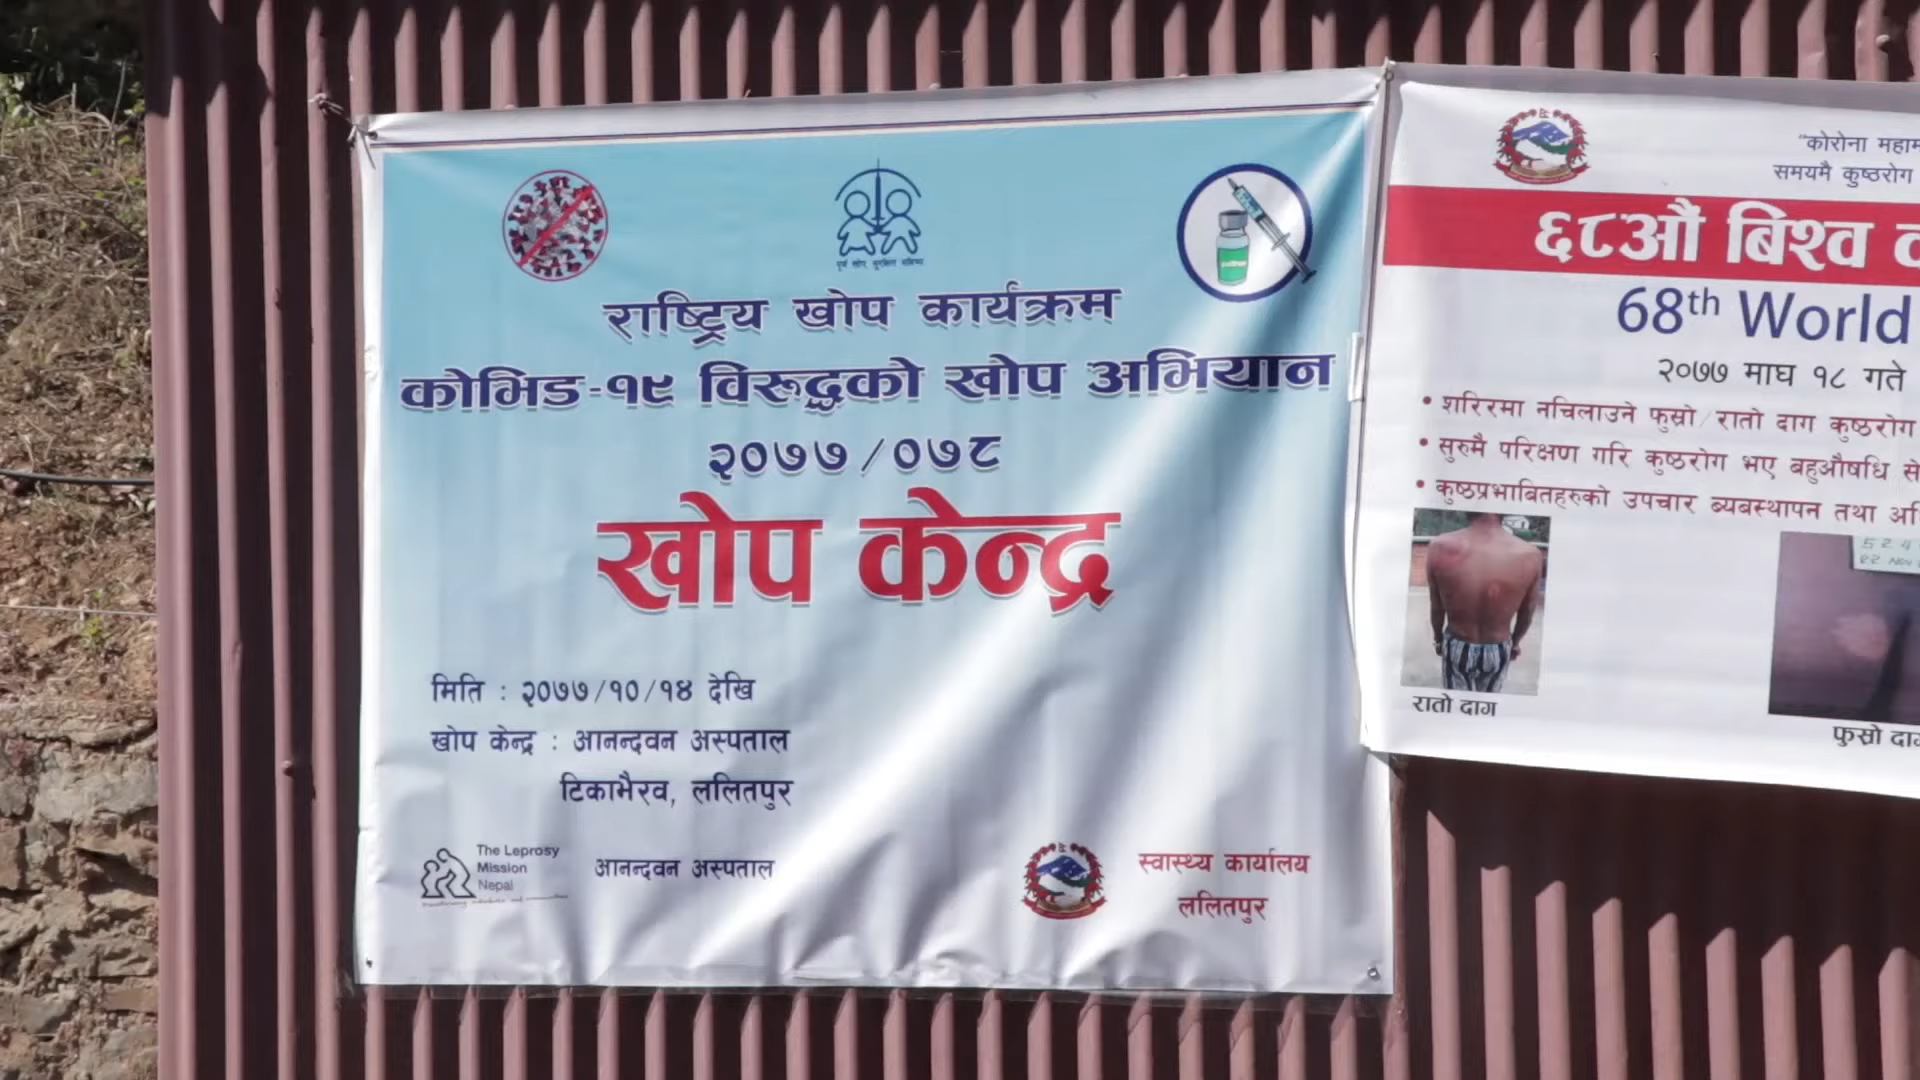 राष्ट्रिय खोप कार्यक्रम
कोभिड-१९ विरूद्धको खोप अभियान
२०७७/०७८
खोप केन्द्र
मिति : २०७७/१०/१४ देखि
खोप केन्द्र : आनन्दवन अस्पताल
टिकाभैरव, ललितपुर
The Leprosy
Mission
Nepal
आनन्दवन अस्पताल
स्वास्थ्य कार्यालय
ललितपुर
"कोरोना
समयमै कुष्ठरोग
६८औं बिश्व
68th World
२०७७ माघ १८ गते
• शरिरमा नचिलाउने फुस्रो/रातो दाग कुष्ठरोग
• सुरुमै परिक्षण गरि कुष्ठरोग भए बहुऔषधि
• कुष्ठप्रभाबितहरुको उपचार ब्यबस्थापन तथा
रातो दाग
फुस्रो